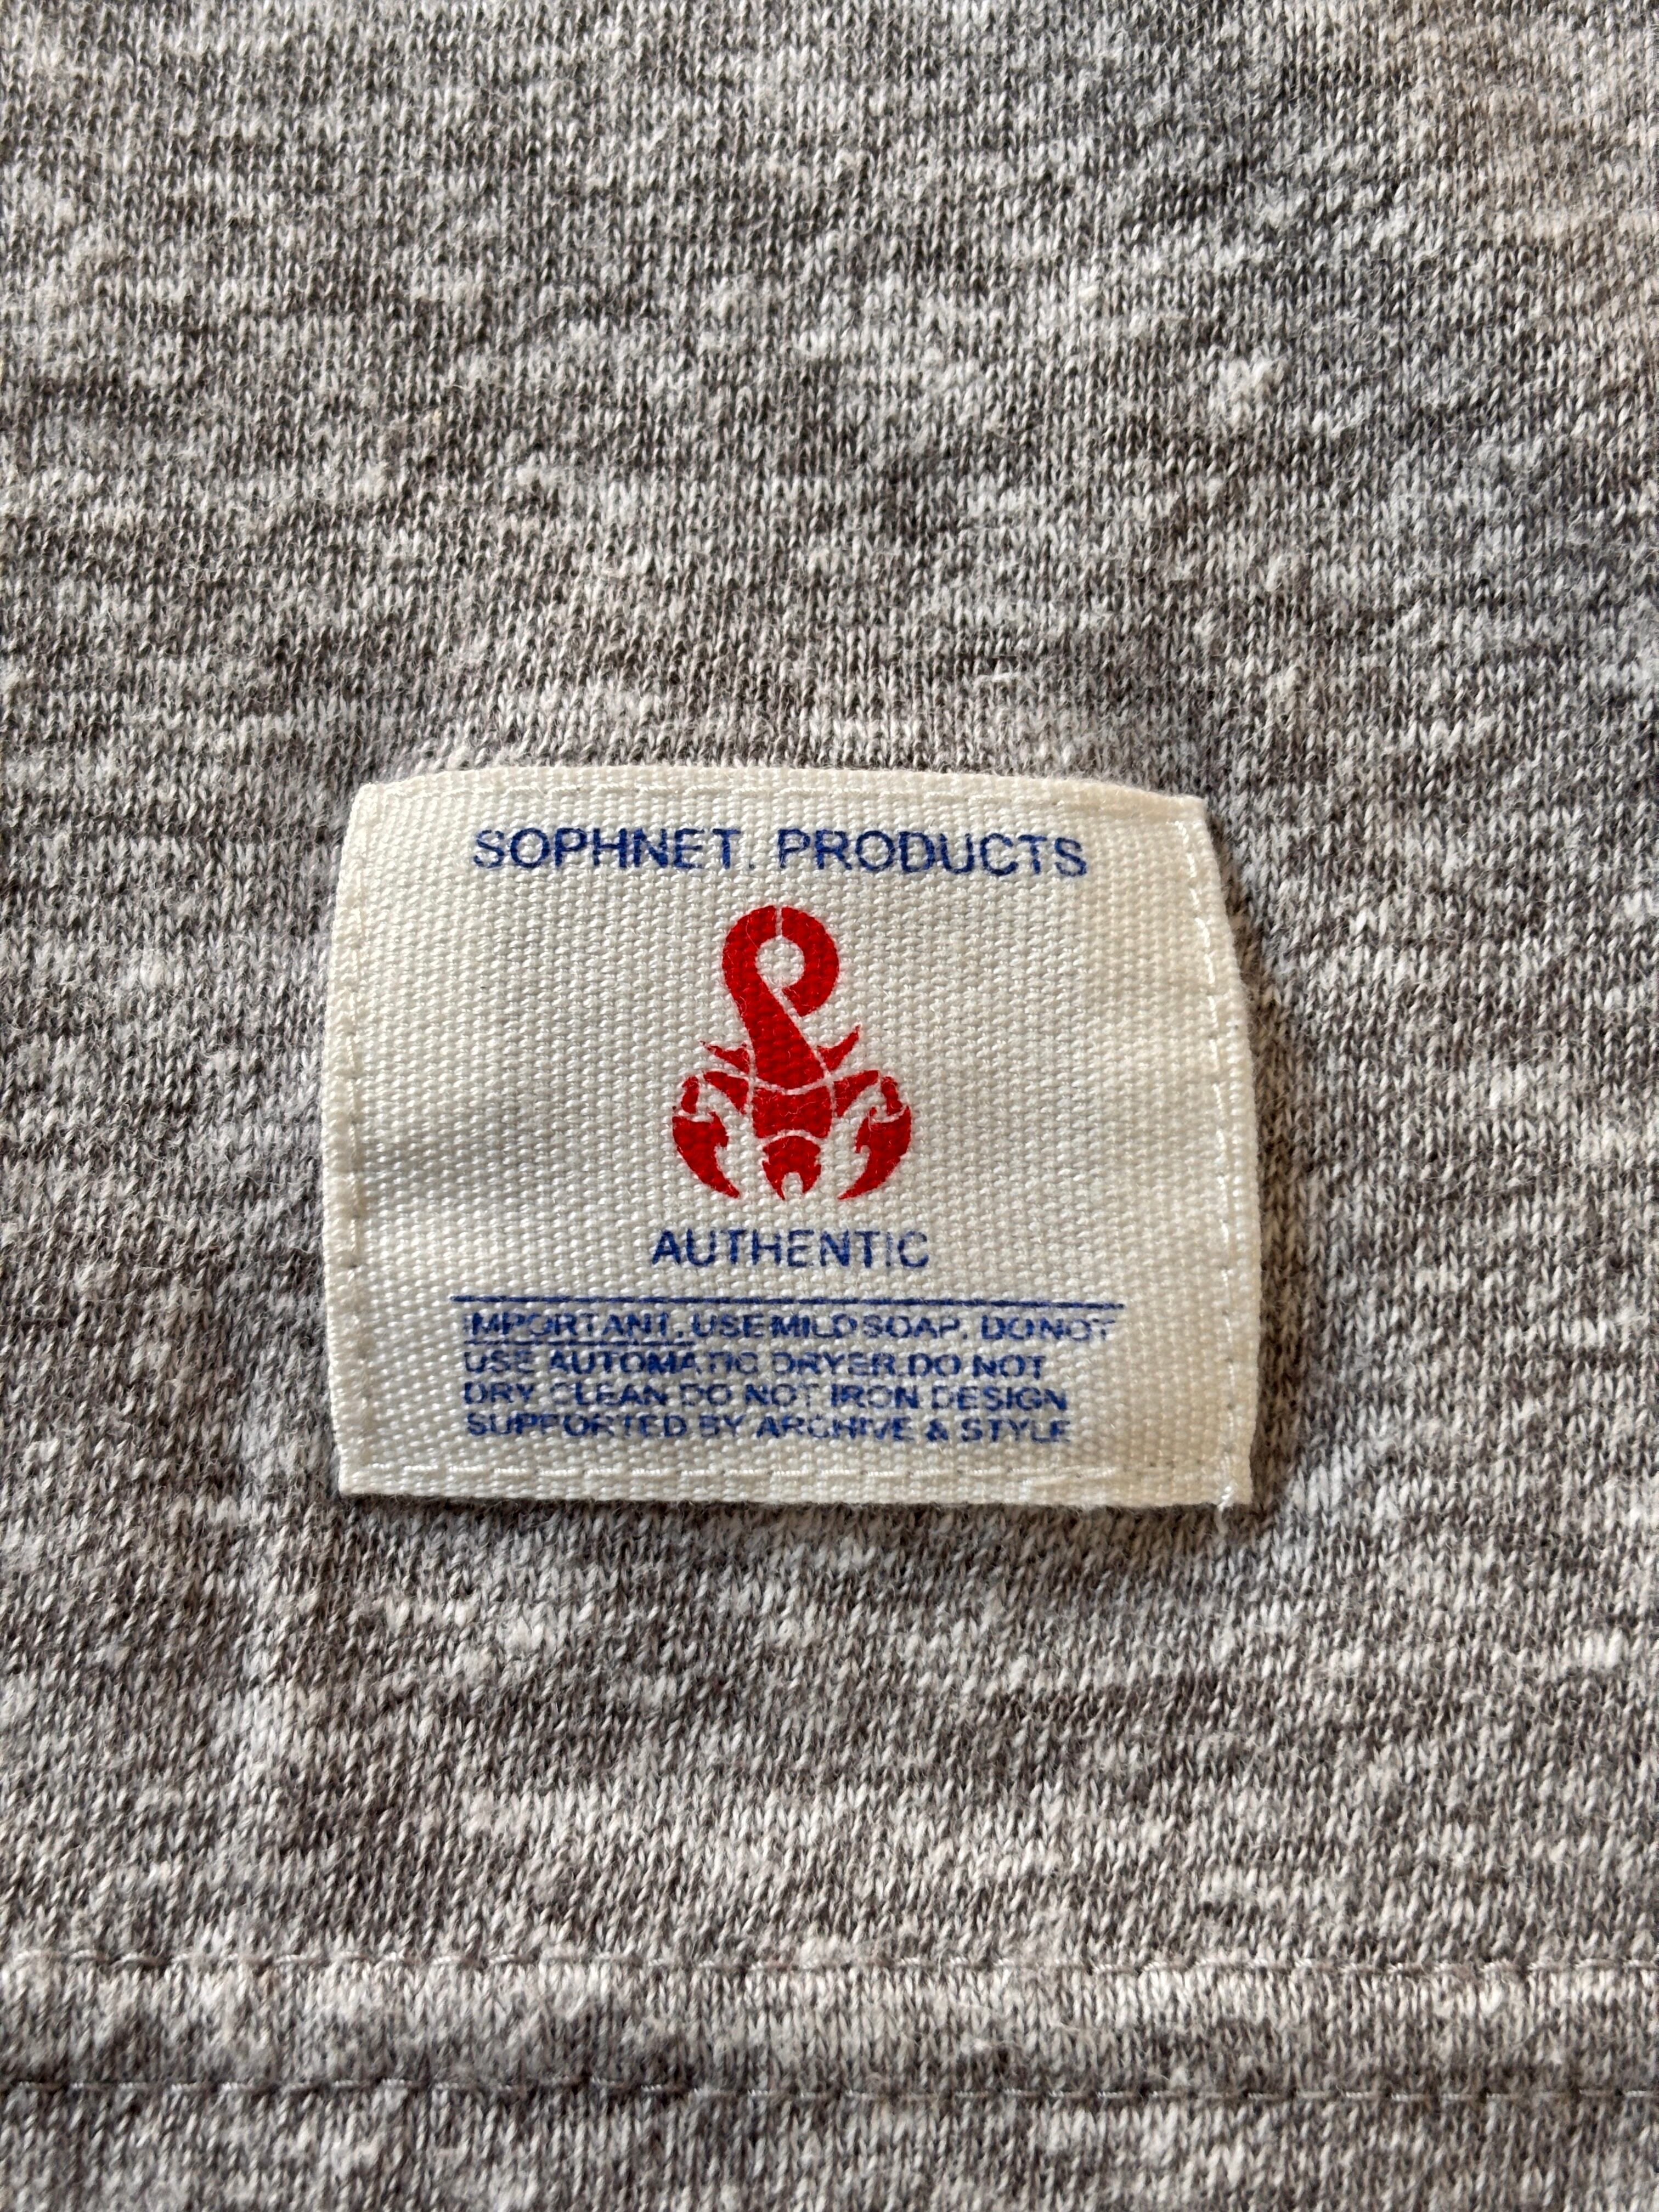 SOPHNET. PRODUCTS
AUTHENTIC
IMPORTANT, USE MILD SOAP. DO NOT
USE AUTOMATIC DRYER.DO NOT
DRY CLEAN DO NOT IRON DESIGN
SUPPORTED BY ARCHIVE & STYLE